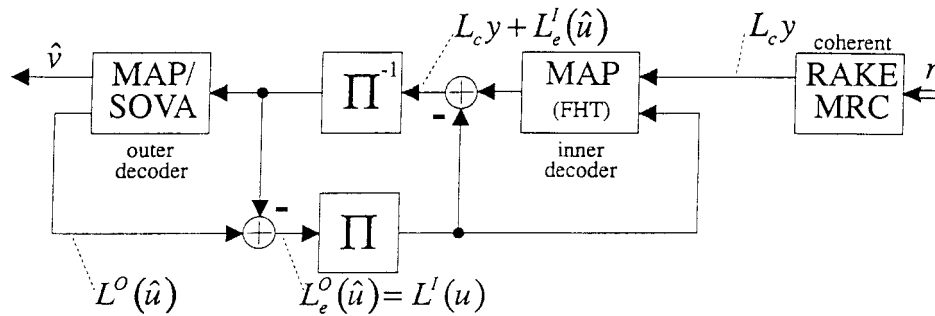 L_c y + L_e^I(û)
L_c y
v̂
MAP/
SOVA
outer
decoder
Π^-1
-
MAP
(FHT)
inner
decoder
coherent
RAKE
MRC
r
-
Π
L^O(û)
L_e^O(û) = L^I(u)